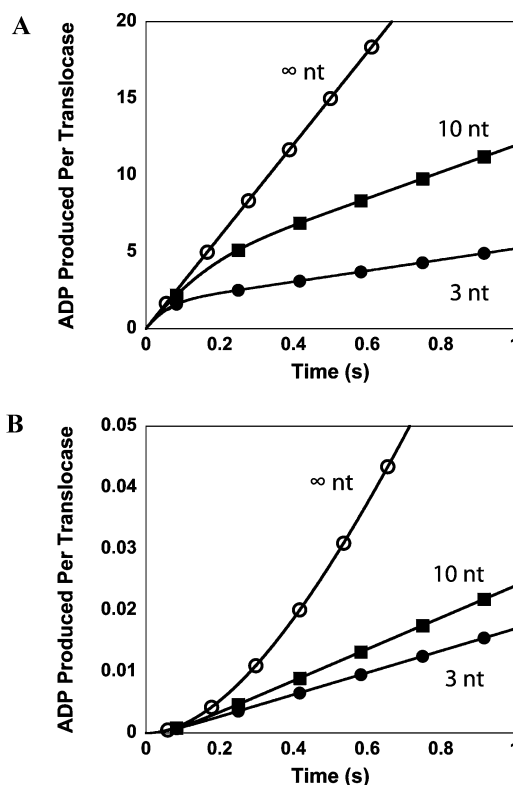 A
ADP Produced Per Translocase
20
15
10
5
0
∞ nt
10 nt
3 nt
0 0.2 0.4 0.6 0.8 1
Time (s)
B
ADP Produced Per Translocase
0.05
0.04
0.03
0.02
0.01
0
∞ nt
10 nt
3 nt
0 0.2 0.4 0.6 0.8 1
Time (s)